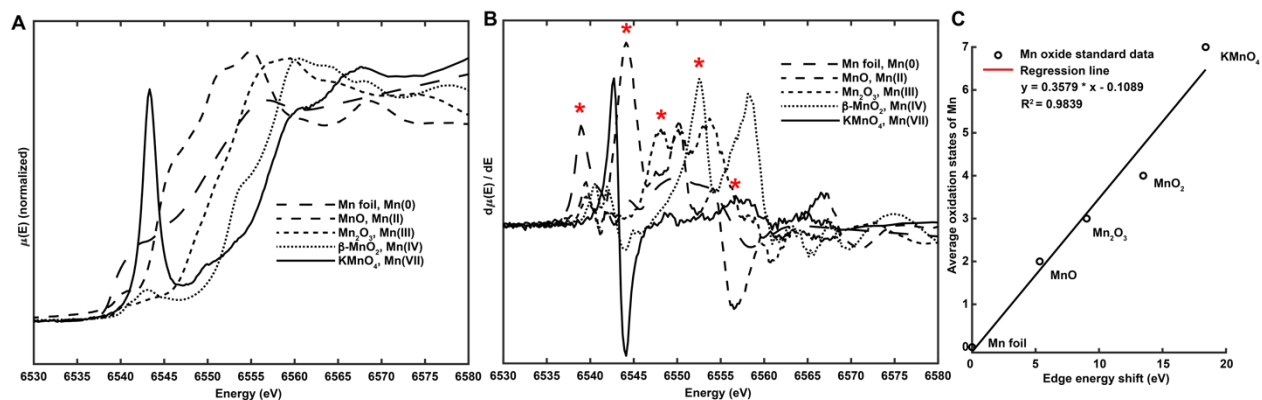 A
μ(E) (normalized)
Mn foil, Mn(0)
MnO, Mn(II)
Mn₂O₃, Mn(III)
β-MnO₂, Mn(IV)
KMnO₄, Mn(VII)
6530 6540 6550 6560 6570 6580
Energy (eV)
B
dμ(E) / dE
*
*
*
*
*
Mn foil, Mn(0)
MnO, Mn(II)
Mn₂O₃, Mn(III)
β-MnO₂, Mn(IV)
KMnO₄, Mn(VII)
6530 6535 6540 6545 6550 6555 6560 6565 6570 6575 6580
Energy (eV)
C
Average oxidation states of Mn
7
6
5
4
3
2
1
0
Mn oxide standard data
Regression line
y = 0.3579 * x - 0.1089
R² = 0.9839
KMnO₄
MnO₂
Mn₂O₃
MnO
Mn foil
0 5 10 15 20
Edge energy shift (eV)